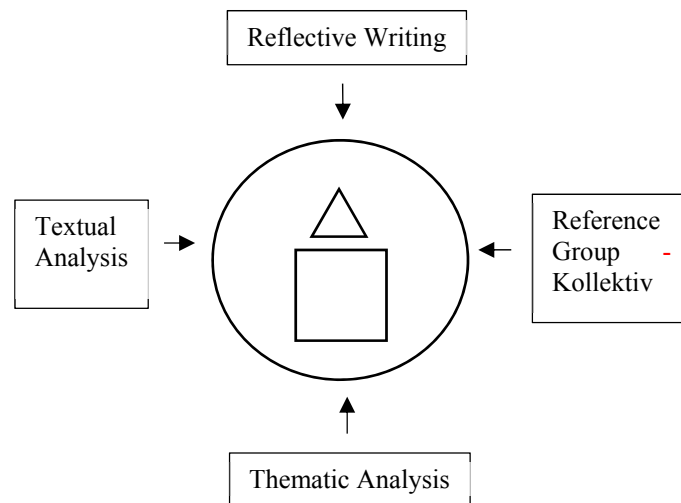 Reflective Writing
Textual
Analysis
Reference
Group -
Kollektiv
Thematic Analysis